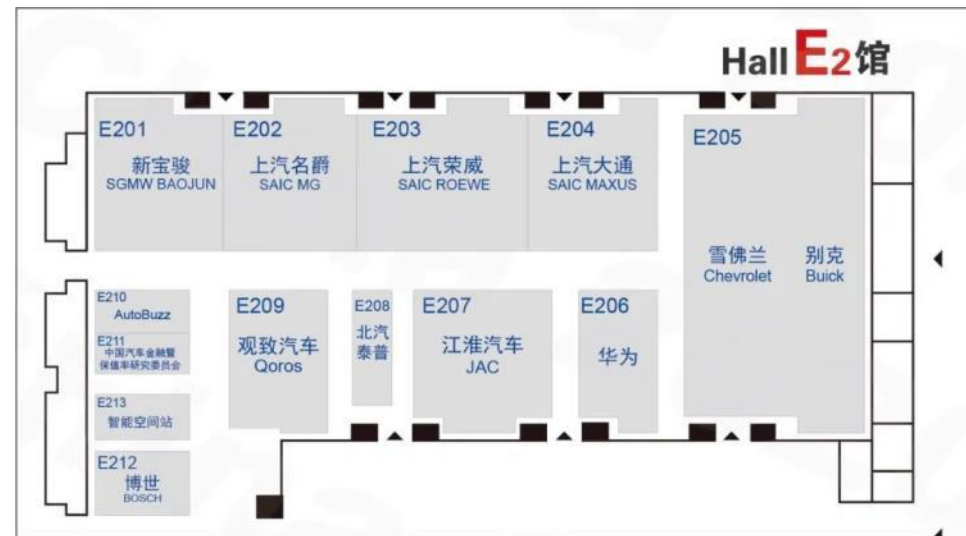 Hall E2馆
E201
新宝骏
SGMW BAOJUN
E202
上汽名爵
SAIC MG
E203
上汽荣威
SAIC ROEWE
E204
上汽大通
SAIC MAXUS
E205
雪佛兰
Chevrolet
别克
Buick
E210
AutoBuzz
E211
中国汽车金融暨
保值率研究委员会
E213
智能空间站
E212
博世
BOSCH
E209
观致汽车
Qoros
E208
北汽
泰普
E207
江淮汽车
JAC
E206
华为